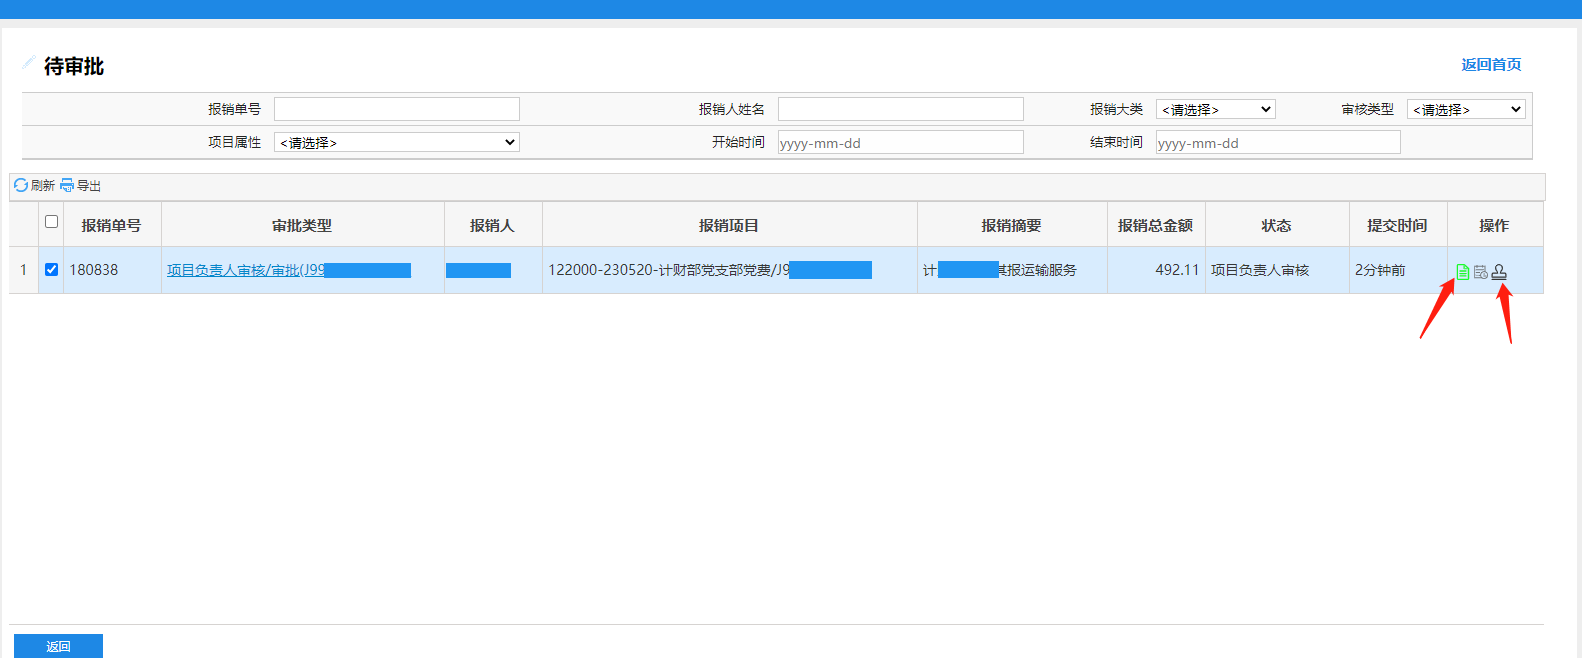 待审批
返回首页
报销单号 报销人姓名 报销大类 <请选择> 审核类型 <请选择>
项目属性 <请选择> 开始时间 yyyy-mm-dd 结束时间 yyyy-mm-dd
刷新 导出
报销单号 审批类型 报销人 报销项目 报销摘要 报销总金额 状态 提交时间 操作
1 180838 项目负责人审核/审批(J99 122000-230520-计财部党支部党费/J9 计 报运输服务 492.11 项目负责人审核 2分钟前
返回